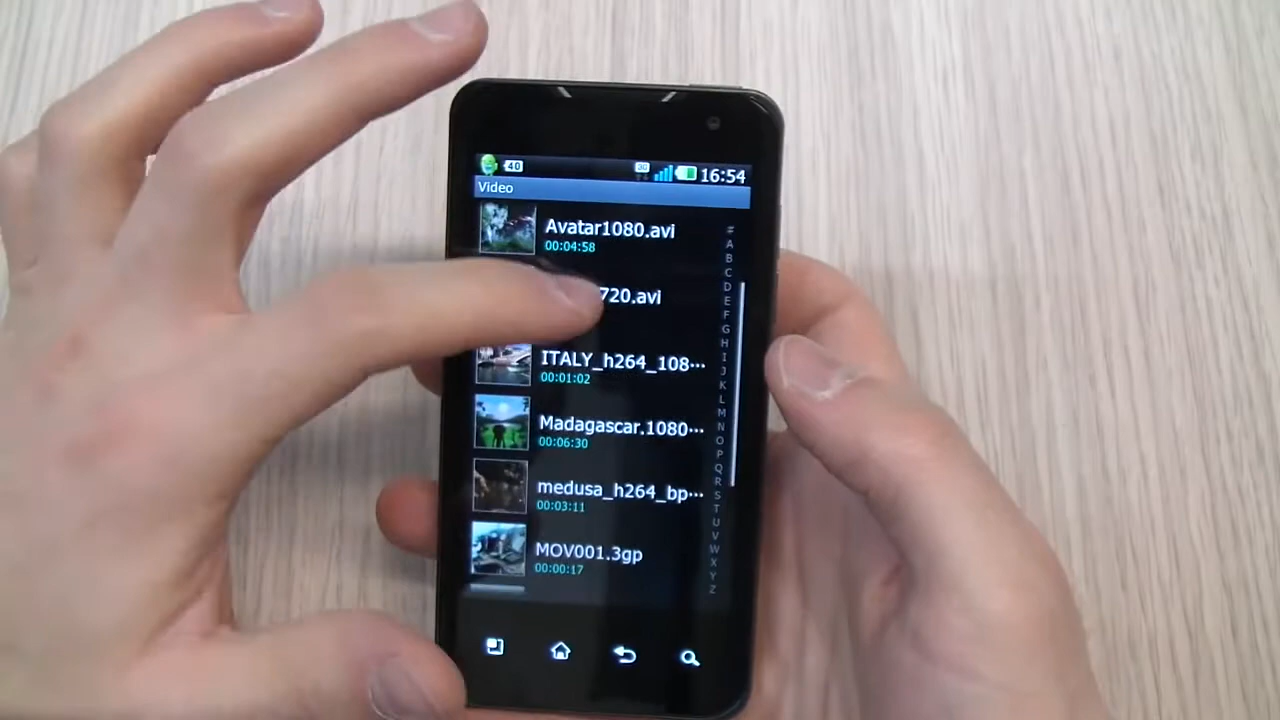 40 3G 16:54
Video
Avatar1080.avi
00:04:58
720.avi
ITALY_h264_108...
00:01:02
Madagascar.1080...
00:06:30
medusa_h264_bp...
00:03:11
MOV001.3gp
00:00:17
#
A
B
C
D
E
F
G
H
I
J
K
L
M
N
O
P
Q
R
S
T
U
V
W
X
Y
Z